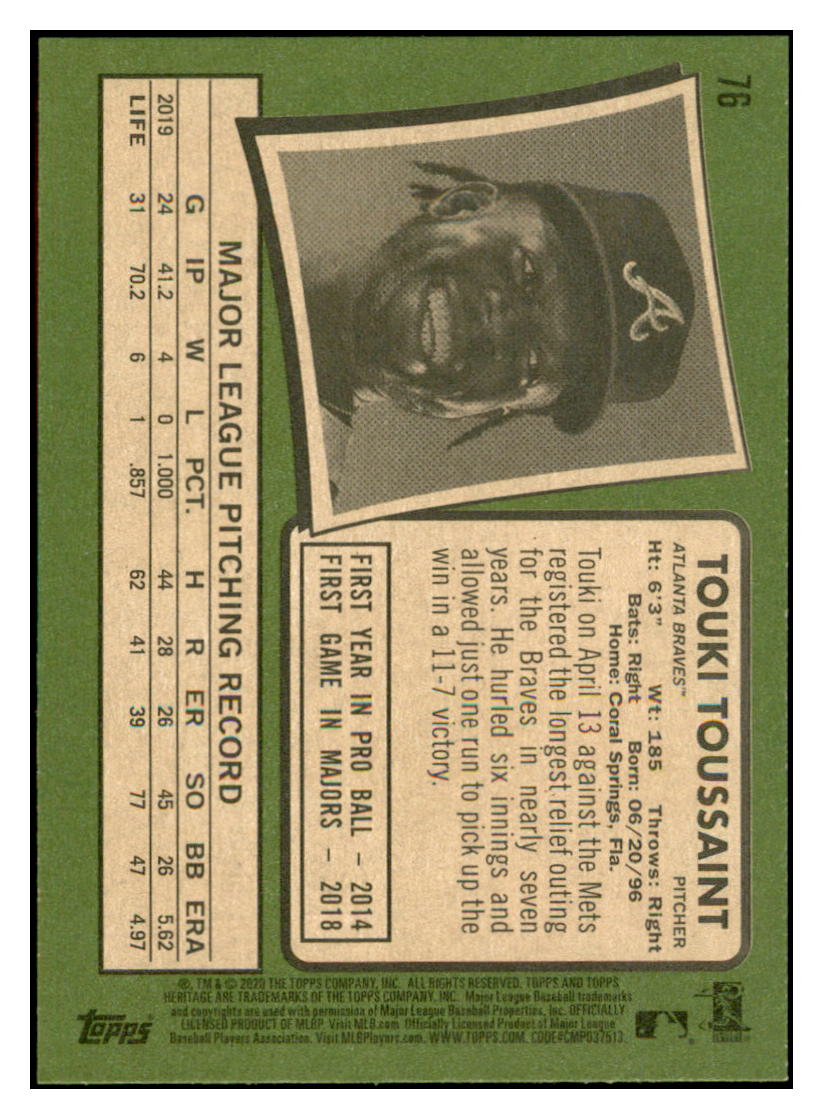 76
TOUKI TOUSSAINT
ATLANTA BRAVES™ PITCHER
Ht: 6'3" Wt: 185 Throws: Right
Bats: Right Born: 06/20/96
Home: Coral Springs, Fla.
Touki on April 13 against the Mets
registered the longest relief outing
for the Braves in nearly seven
years. He hurled six innings and
allowed just one run to pick up the
win in a 11-7 victory.
FIRST YEAR IN PRO BALL - 2014
FIRST GAME IN MAJORS - 2018
MAJOR LEAGUE PITCHING RECORD
G IP W L PCT. H R ER SO BB ERA
2019 24 41.2 4 0 1.000 44 28 26 45 26 5.62
LIFE 31 70.2 6 1 .857 62 41 39 77 47 4.97
®, TM & © 2020 THE TOPPS COMPANY, INC. ALL RIGHTS RESERVED. TOPPS AND TOPPS
HERITAGE ARE TRADEMARKS OF THE TOPPS COMPANY, INC. Major League Baseball trademarks
and copyrights are used with permission of Major League Baseball Properties, Inc. OFFICIALLY
LICENSED PRODUCT OF MLBP. Visit MLB.com Officially Licensed Product of Major League
Baseball Players Association. Visit MLBPlayers.com. WWW.TOPPS.COM. CODE#CMP037513.
topps®